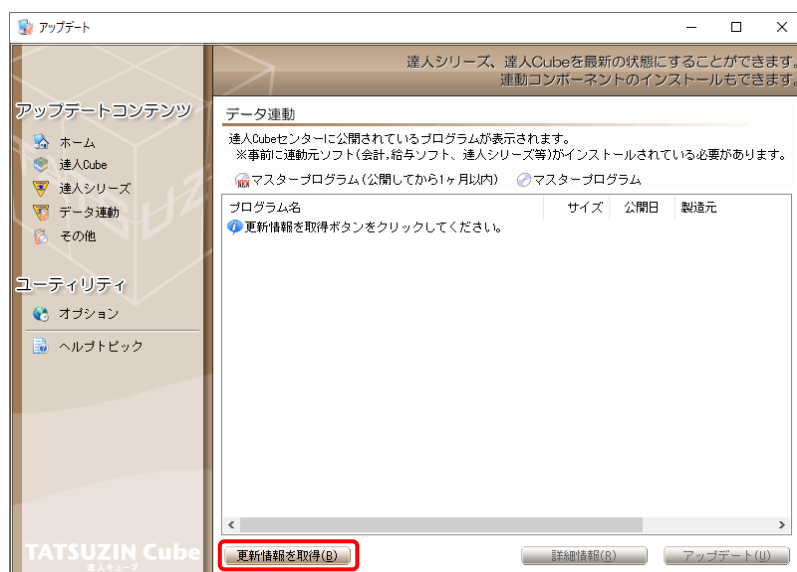 アップデート
達人シリーズ、達人Cubeを最新の状態にすることができます。
連動コンポーネントのインストールもできます。
アップデートコンテンツ
ホーム
達人Cube
達人シリーズ
データ連動
その他
ユーティリティ
オプション
ヘルプトピック
TATSUZIN Cube
達人キューブ
データ連動
達人Cubeセンターに公開されているプログラムが表示されます。
※事前に連動元ソフト(会計,給与ソフト、達人シリーズ等)がインストールされている必要があります。
NEW マスタープログラム(公開してから1ヶ月以内) マスタープログラム
プログラム名 サイズ 公開日 製造元
更新情報を取得ボタンをクリックしてください。
更新情報を取得(B) 詳細情報(R) アップデート(U)